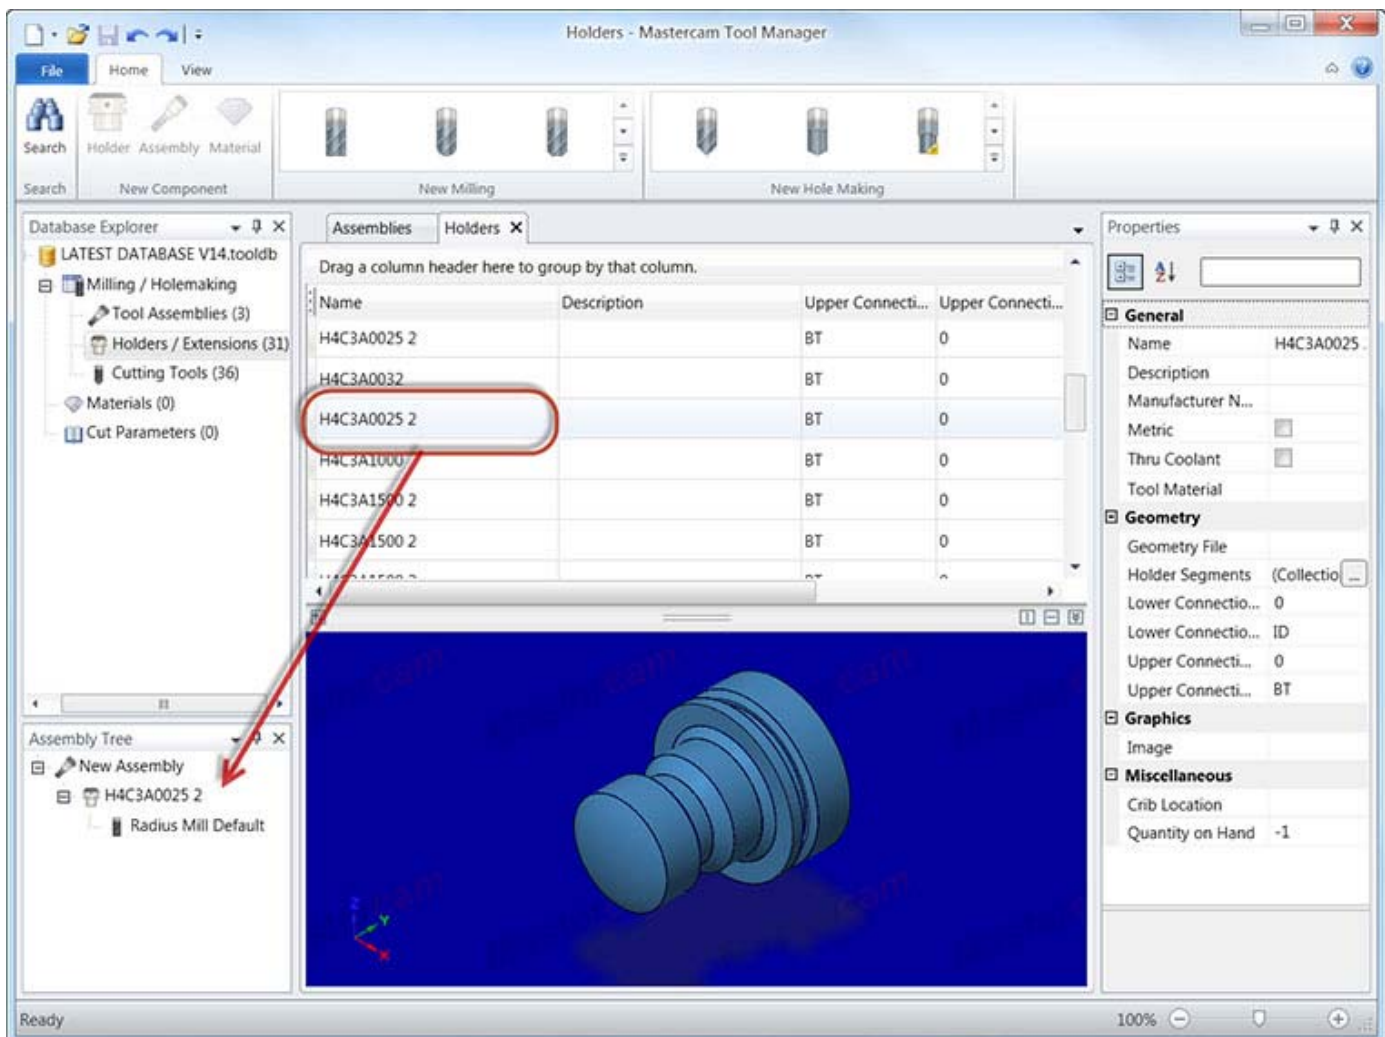 Holders - Mastercam Tool Manager
File Home View
Search Holder Assembly Material
Search New Component New Milling New Hole Making
Database Explorer
LATEST DATABASE V14.tooldb
Milling / Holemaking
Tool Assemblies (3)
Holders / Extensions (31)
Cutting Tools (36)
Materials (0)
Cut Parameters (0)
Assembly Tree
New Assembly
H4C3A0025 2
Radius Mill Default
Assemblies Holders
Drag a column header here to group by that column.
Name Description Upper Connecti... Upper Connecti...
H4C3A0025 2 BT 0
H4C3A0032 BT 0
H4C3A0025 2 BT 0
H4C3A1000 BT 0
H4C3A1500 2 BT 0
H4C3A1500 2 BT 0
Z
Y
X
Properties
General
Name H4C3A0025 .
Description
Manufacturer N...
Metric
Thru Coolant
Tool Material
Geometry
Geometry File
Holder Segments (Collectio ...
Lower Connectio... 0
Lower Connectio... ID
Upper Connecti... 0
Upper Connecti... BT
Graphics
Image
Miscellaneous
Crib Location
Quantity on Hand -1
Ready 100%